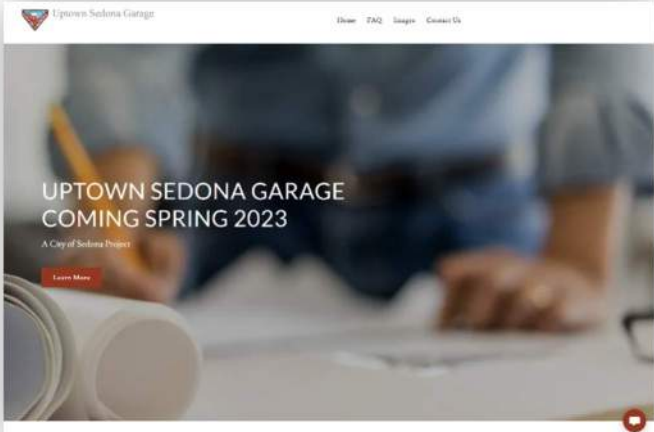 Uptown Sedona Garage
Home FAQ Images Contact Us
UPTOWN SEDONA GARAGE
COMING SPRING 2023
A City of Sedona Project
Learn More